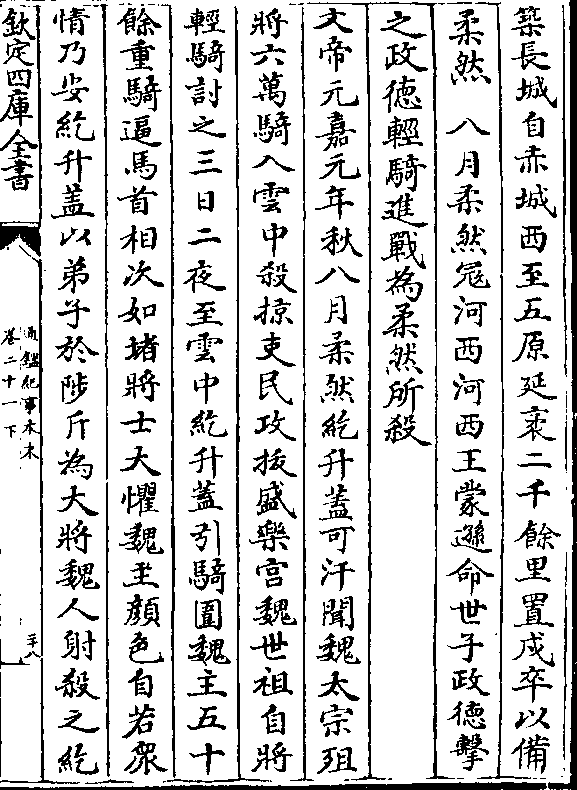 築長城自赤城西至五原延袤二千餘里置戍卒以備
柔然　八月柔然冦河西河西王蒙遜命世子政德擊
之政德輕騎進戰為柔然所殺
文帝元嘉元年秋八月柔然紇升蓋可汗聞魏太宗殂
將六萬騎入雲中殺掠吏民攻拔盛樂宫魏世祖自將
輕騎討之三日二夜至雲中紇升蓋引騎圍魏主五十
餘重騎逼馬首相次如堵將士大懼魏主顔色自若衆
情乃安紇升蓋以弟子於陟斤為大將魏人射殺之紇
欽定四庫全書
通鑑紀事本末
卷二十一下
三八